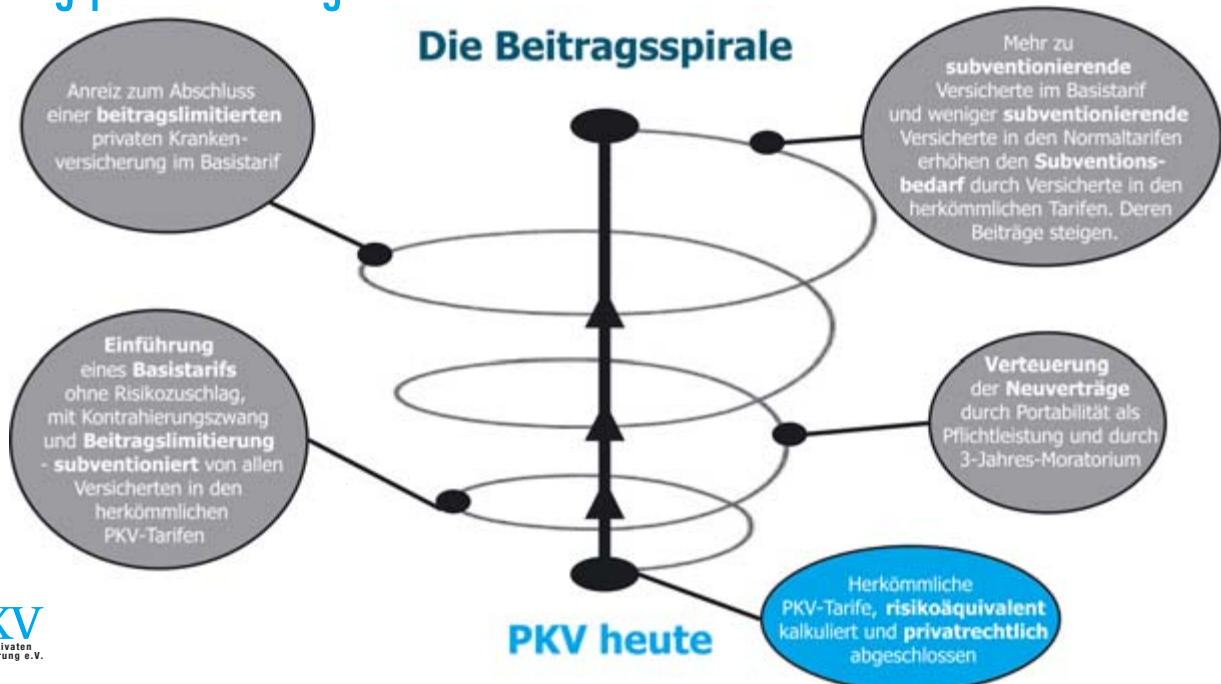 Die Beitragsspirale
Anreiz zum Abschluss
einer beitragslimitierten
privaten Kranken-
versicherung im Basistarif
Mehr zu
subventionierende
Versicherte im Basistarif
und weniger subventionierende
Versicherte in den Normaltarifen
erhöhen den Subventions-
bedarf durch Versicherte in den
herkömmlichen Tarifen. Deren
Beiträge steigen.
Einführung
eines Basistarifs
ohne Risikozuschlag,
mit Kontrahierungszwang
und Beitragslimitierung
- subventioniert von allen
Versicherten in den
herkömmlichen
PKV-Tarifen
Verteuerung
der Neuverträge
durch Portabilität als
Pflichtleistung und durch
3-Jahres-Moratorium
Herkömmliche
PKV-Tarife, risikoäquivalent
kalkuliert und privatrechtlich
abgeschlossen
PKV heute
e.V.